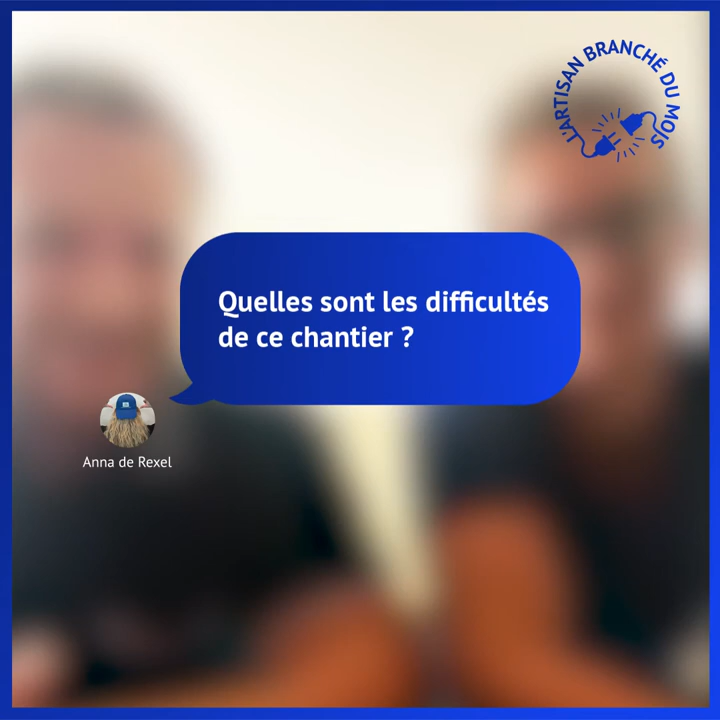 L'ARTISAN BRANCHÉ DU MOIS
Quelles sont les difficultés
de ce chantier ?
Anna de Rexel